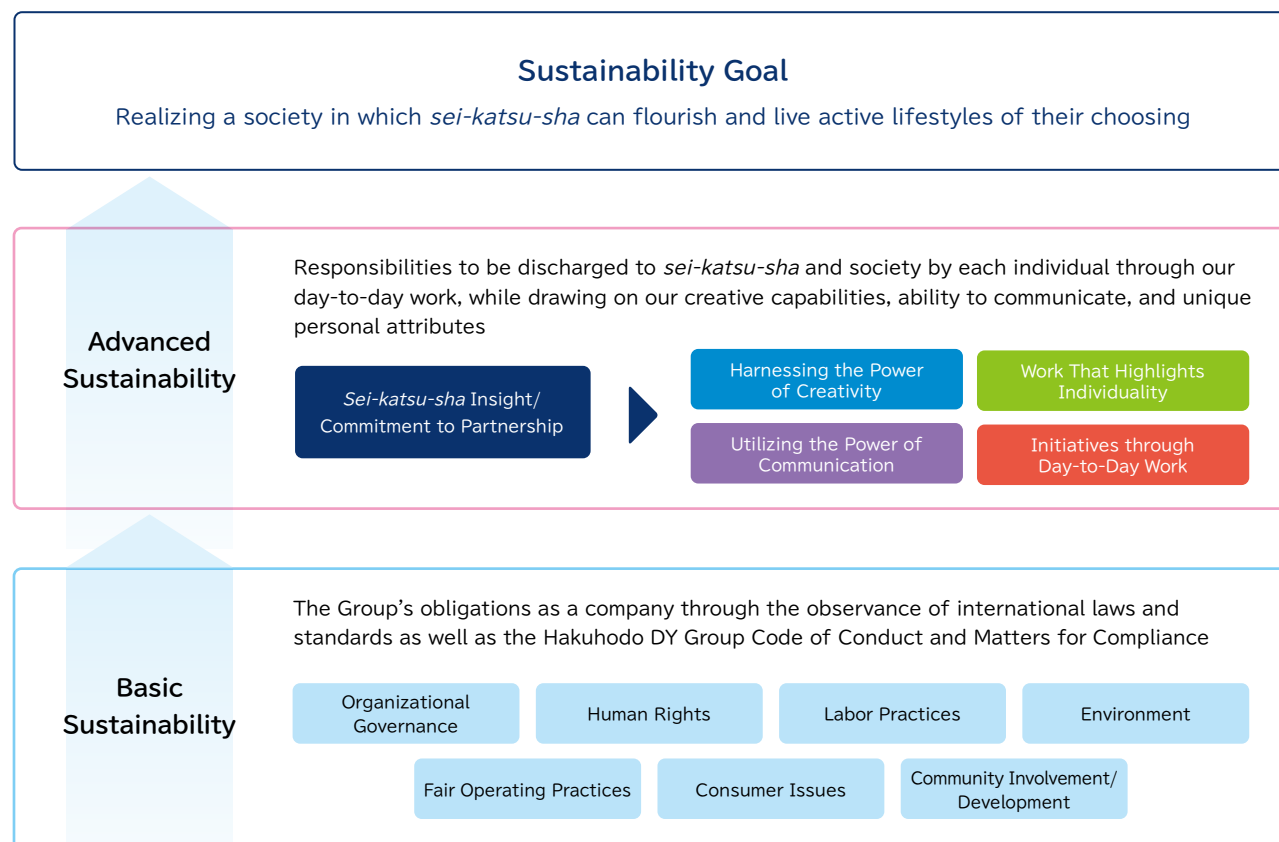 Sustainability Goal
Realizing a society in which sei-katsu-sha can flourish and live active lifestyles of their choosing
Advanced
Sustainability
Responsibilities to be discharged to sei-katsu-sha and society by each individual through our
day-to-day work, while drawing on our creative capabilities, ability to communicate, and unique
personal attributes
Sei-katsu-sha Insight/
Commitment to Partnership
Harnessing the Power
of Creativity
Work That Highlights
Individuality
Utilizing the Power of
Communication
Initiatives through
Day-to-Day Work
Basic
Sustainability
The Group’s obligations as a company through the observance of international laws and
standards as well as the Hakuhodo DY Group Code of Conduct and Matters for Compliance
Organizational
Governance
Human Rights
Labor Practices
Environment
Fair Operating Practices
Consumer Issues
Community Involvement/
Development